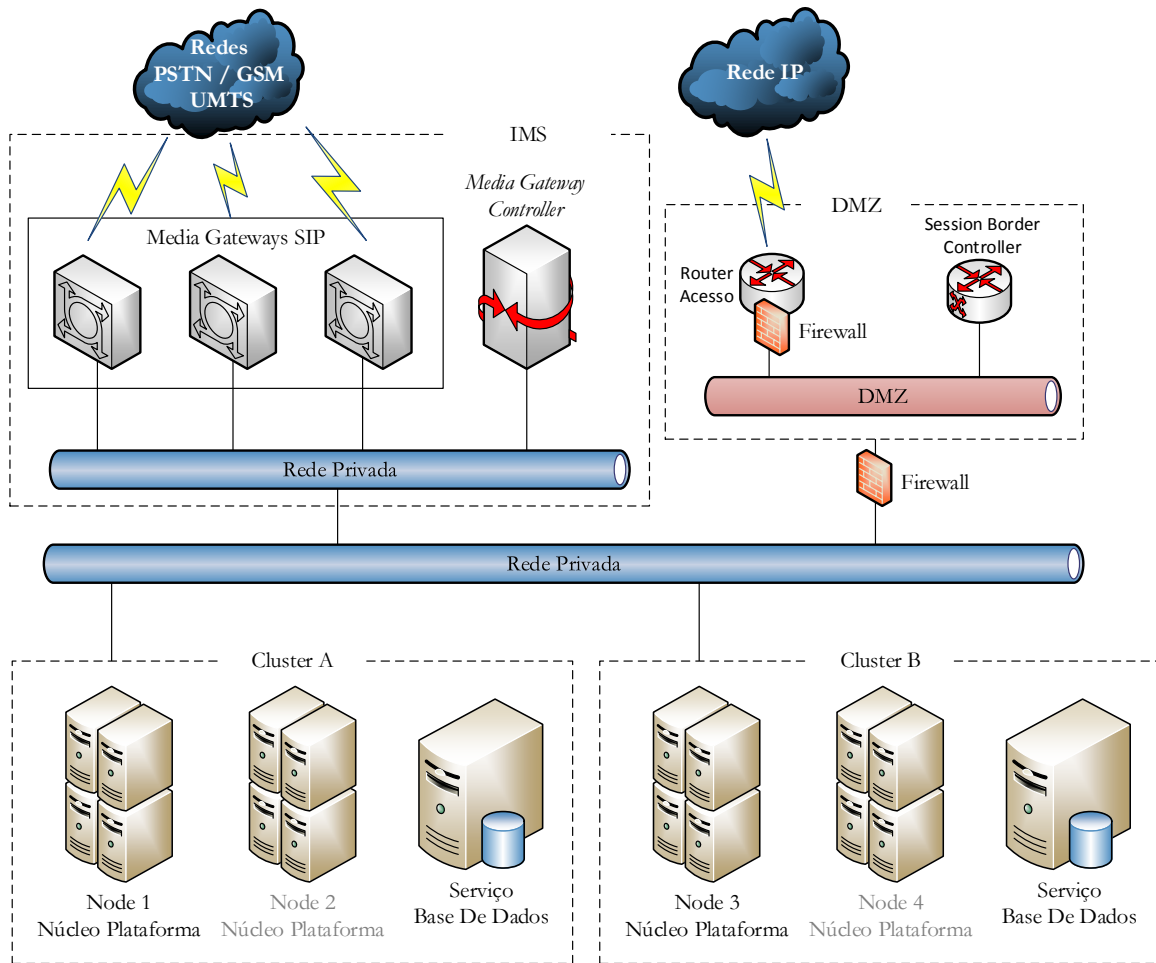 Redes
PSTN / GSM
UMTS
Rede IP
IMS
Media Gateway
Controller
Media Gateways SIP
DMZ
Session Border
Controller
Router
Acesso
Firewall
DMZ
Rede Privada
Firewall
Rede Privada
Cluster A
Cluster B
Node 1
Núcleo Plataforma
Node 2
Núcleo Plataforma
Serviço
Base De Dados
Node 3
Núcleo Plataforma
Node 4
Núcleo Plataforma
Serviço
Base De Dados